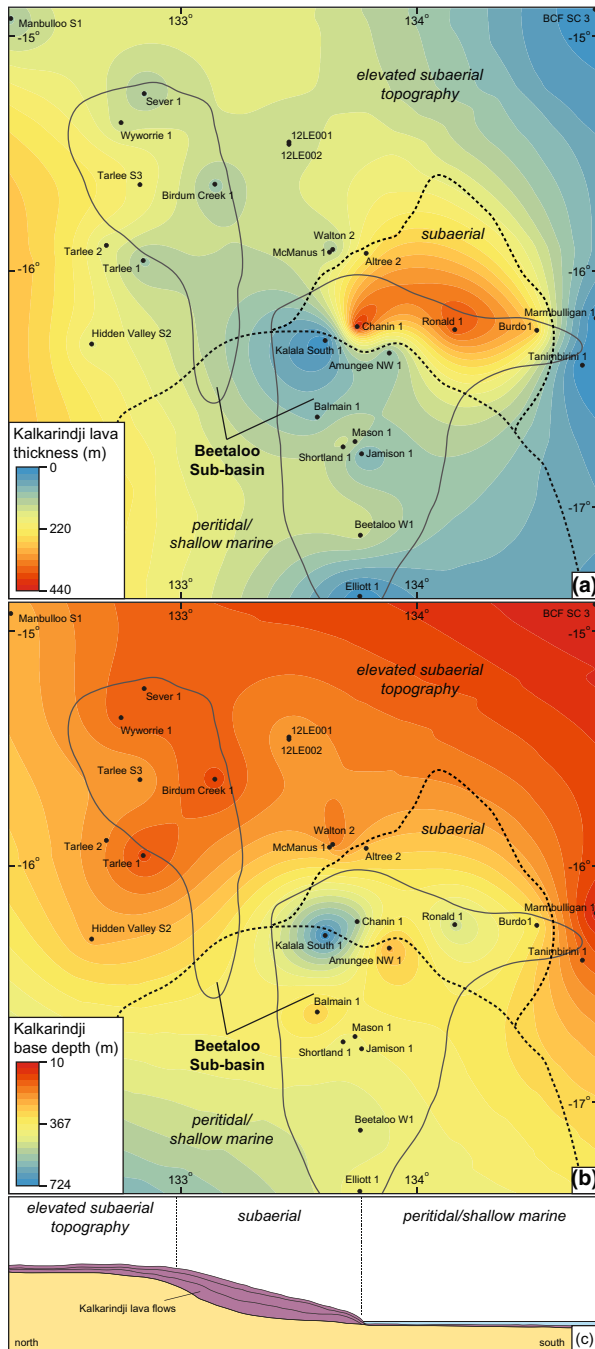 133°
134°
Manbulloo S1
BCF SC 3
-15°
elevated subaerial
topography
Sever 1
Wyworrie 1
12LE001
12LE002
Tarlee S3
Birdum Creek 1
subaerial
Walton 2
Tarlee 2
McManus 1
Altree 2
Tarlee 1
-16°
Hidden Valley S2
Chanin 1
Ronald 1
Marmbulligan 1
Burdo1
Kalala South 1
Amungee NW 1
Tanimbirini 1
Balmain 1
Kalkarindji lava
thickness (m)
0
220
440
Beetaloo
Sub-basin
Mason 1
Shortland 1
Jamison 1
-17°
peritidal/
shallow marine
Beetaloo W1
Elliott 1
133°
134°
(a)
Manbulloo S1
BCF SC 3
-15°
elevated subaerial
topography
Sever 1
Wyworrie 1
12LE001
12LE002
Tarlee S3
Birdum Creek 1
subaerial
Walton 2
Tarlee 2
McManus 1
Altree 2
Tarlee 1
-16°
Hidden Valley S2
Chanin 1
Ronald 1
Marmbulligan 1
Burdo1
Kalala South 1
Amungee NW 1
Tanimbirini 1
Balmain 1
Kalkarindji
base depth (m)
10
367
724
Beetaloo
Sub-basin
Mason 1
Shortland 1
Jamison 1
-17°
peritidal/
shallow marine
Beetaloo W1
Elliott 1
133°
134°
(b)
elevated subaerial
topography
subaerial
peritidal/shallow marine
Kalkarindji lava flows
north
south
(c)